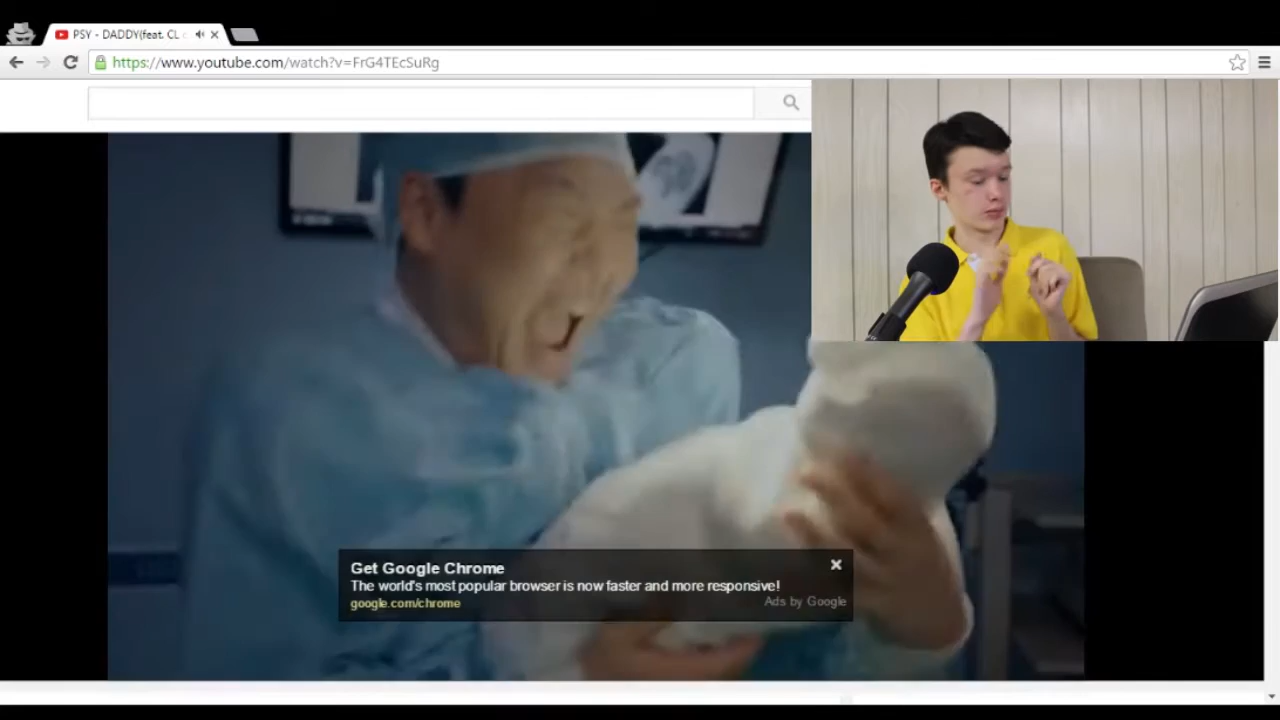 PSY - DADDY(feat. CL
https://www.youtube.com/watch?v=FrG4TEcSuRg
Get Google Chrome
The world's most popular browser is now faster and more responsive!
google.com/chrome
Ads by Google